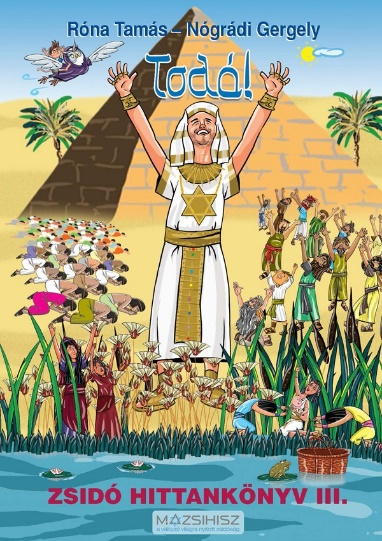 Róna Tamás – Nógrádi Gergely
Todá!
ZSIDÓ HITTANKÖNYV III.
MAZSIHISZ